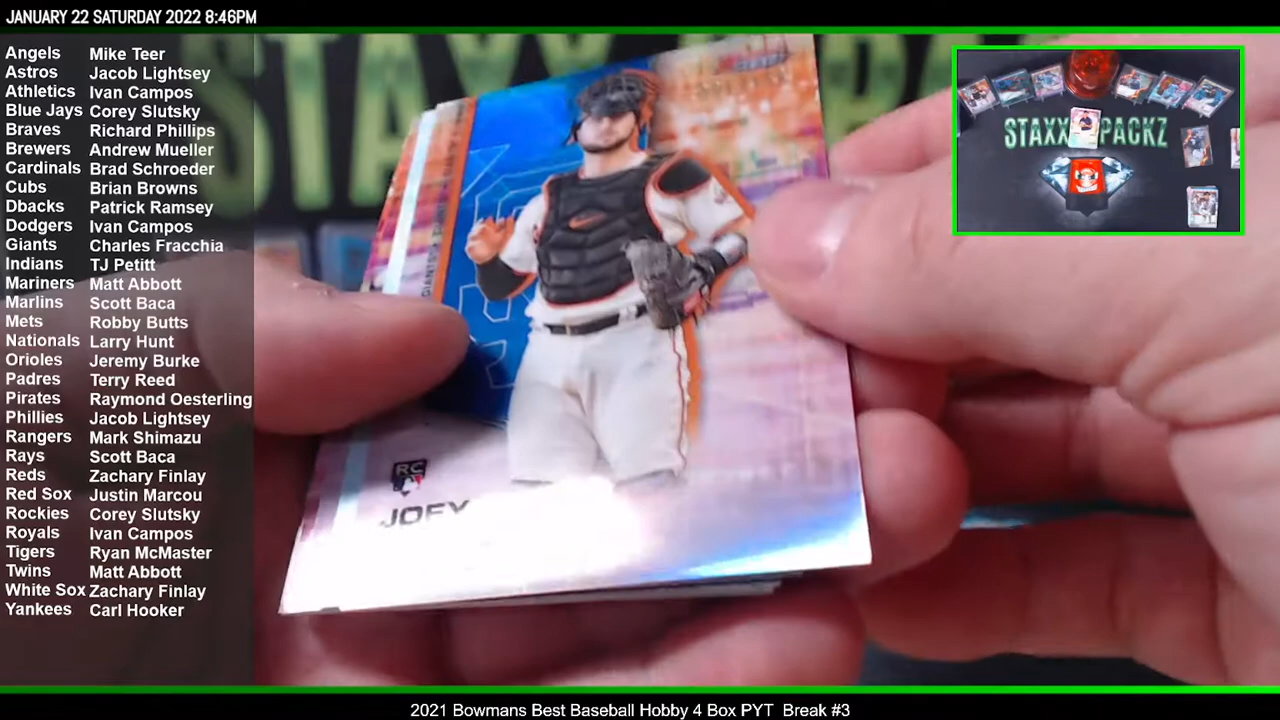 JANUARY 22 SATURDAY 2022 8:46PM
Angels Mike Teer
Astros Jacob Lightsey
Athletics Ivan Campos
Blue Jays Corey Slutsky
Braves Richard Phillips
Brewers Andrew Mueller
Cardinals Brad Schroeder
Cubs Brian Browns
Dbacks Patrick Ramsey
Dodgers Ivan Campos
Giants Charles Fracchia
Indians TJ Petitt
Mariners Matt Abbott
Marlins Scott Baca
Mets Robby Butts
Nationals Larry Hunt
Orioles Jeremy Burke
Padres Terry Reed
Pirates Raymond Oesterling
Phillies Jacob Lightsey
Rangers Mark Shimazu
Rays Scott Baca
Reds Zachary Finlay
Red Sox Justin Marcou
Rockies Corey Slutsky
Royals Ivan Campos
Tigers Ryan McMaster
Twins Matt Abbott
White Sox Zachary Finlay
Yankees Carl Hooker
GIANTS
RC
JOEY
STAXX PACKZ
2021 Bowmans Best Baseball Hobby 4 Box PYT Break #3